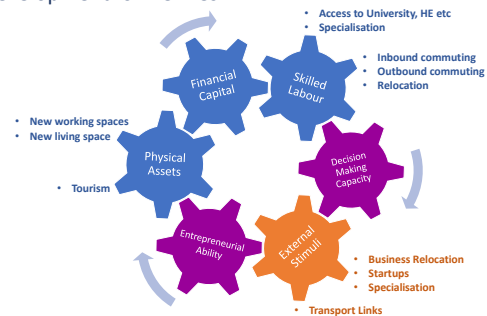 • Access to University, HE etc
• Specialisation
Financial
Capital
Skilled
Labour
• Inbound commuting
• Outbound commuting
• Relocation
• New working spaces
• New living space
Physical
Assets
• Tourism
Decision
Making
Capacity
Entrepreneurial
Ability
External
Stimuli
• Business Relocation
• Startups
• Specialisation
• Transport Links